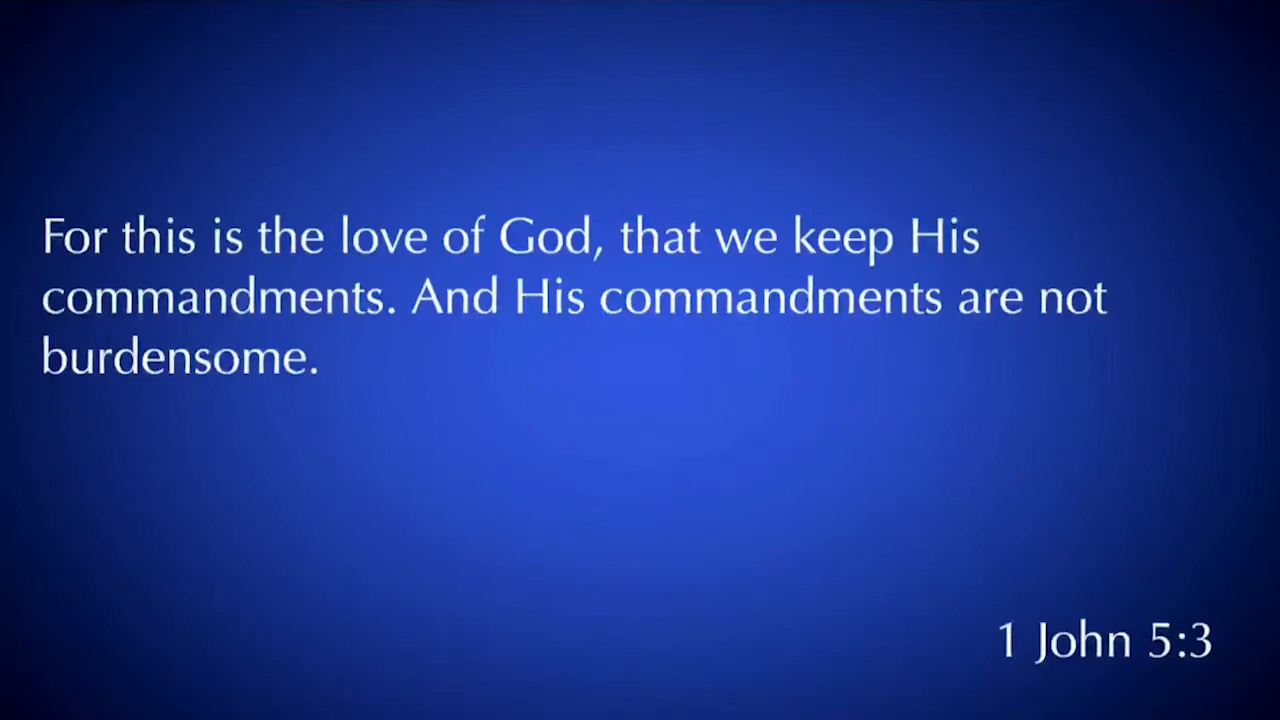 For this is the love of God, that we keep His
commandments. And His commandments are not
burdensome.
1 John 5:3